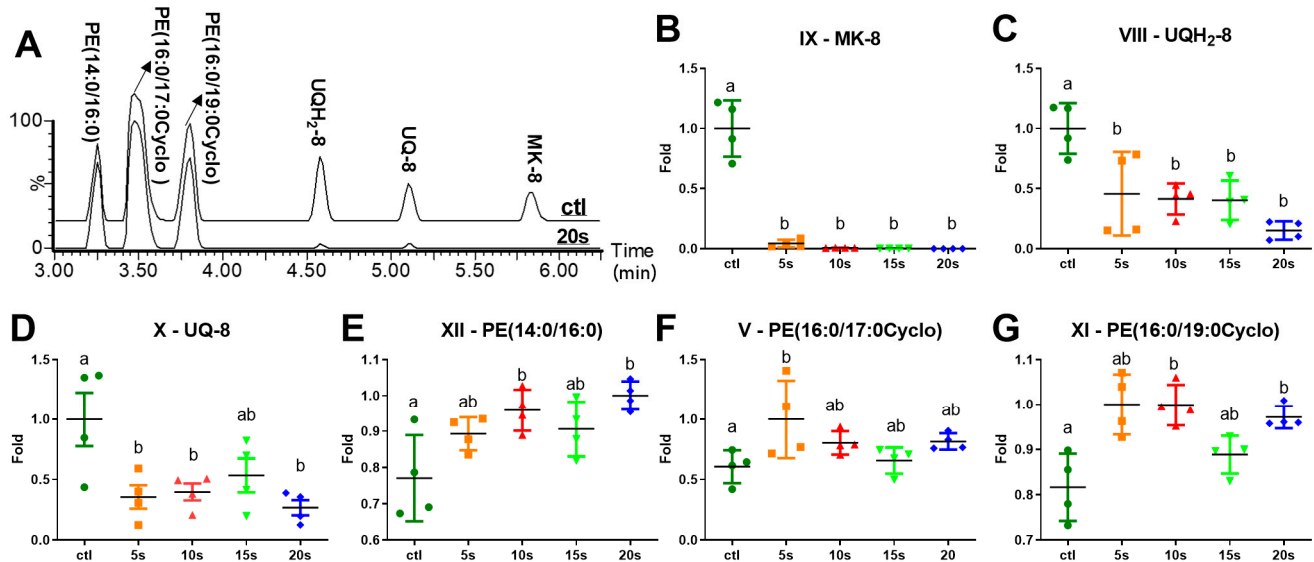 A
PE(14:0/16:0)
PE(16:0/17:0Cyclo )
PE(16:0/19:0Cyclo)
UQH₂-8
UQ-8
MK-8
100
%
0
ctl
20s
3.00
3.50
4.00
4.50
5.00
5.50
6.00
Time
(min)
B
IX - MK-8
Fold
1.5
1.0
0.5
0.0
a
b
b
b
b
ctl
5s
10s
15s
20s
C
VIII - UQH₂-8
Fold
1.5
1.0
0.5
0.0
a
b
b
b
b
ctl
5s
10s
15s
20s
D
X - UQ-8
Fold
1.5
1.0
0.5
0.0
a
b
b
ab
b
ctl
5s
10s
15s
20s
E
XII - PE(14:0/16:0)
Fold
1.1
1.0
0.9
0.8
0.7
0.6
a
ab
b
ab
b
ctl
5s
10s
15s
20s
F
V - PE(16:0/17:0Cyclo)
Fold
1.5
1.0
0.5
0.0
a
b
ab
ab
ab
ctl
5s
10s
15s
20
G
XI - PE(16:0/19:0Cyclo)
Fold
1.1
1.0
0.9
0.8
0.7
a
ab
b
ab
b
ctl
5s
10s
15s
20s